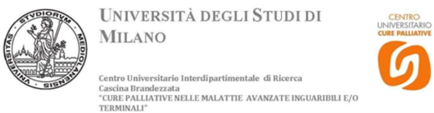 UNIVERSITÀ DEGLI STUDI DI
MILANO
Centro Universitario Interdipartimentale di Ricerca
Cascina Brandezzata
"CURE PALLIATIVE NELLE MALATTIE AVANZATE INGUARIBILI E/O
TERMINALI"
CENTRO
UNIVERSITARIO
CURE PALLIATIVE